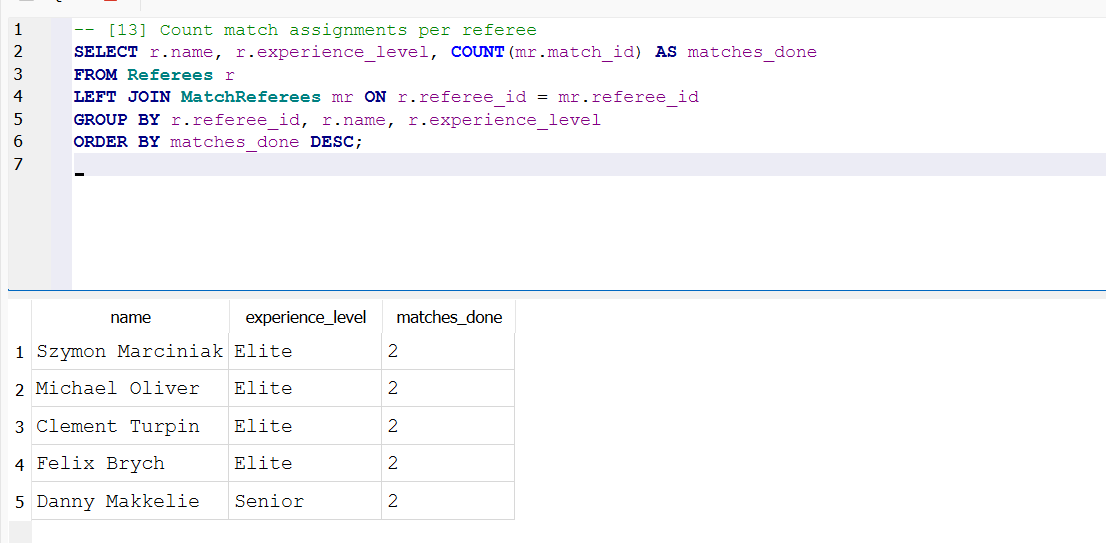 1 -- [13] Count match assignments per referee
2 SELECT r.name, r.experience_level, COUNT(mr.match_id) AS matches_done
3 FROM Referees r
4 LEFT JOIN MatchReferees mr ON r.referee_id = mr.referee_id
5 GROUP BY r.referee_id, r.name, r.experience_level
6 ORDER BY matches_done DESC;
7
name experience_level matches_done
1 Szymon Marciniak Elite 2
2 Michael Oliver Elite 2
3 Clement Turpin Elite 2
4 Felix Brych Elite 2
5 Danny Makkelie Senior 2